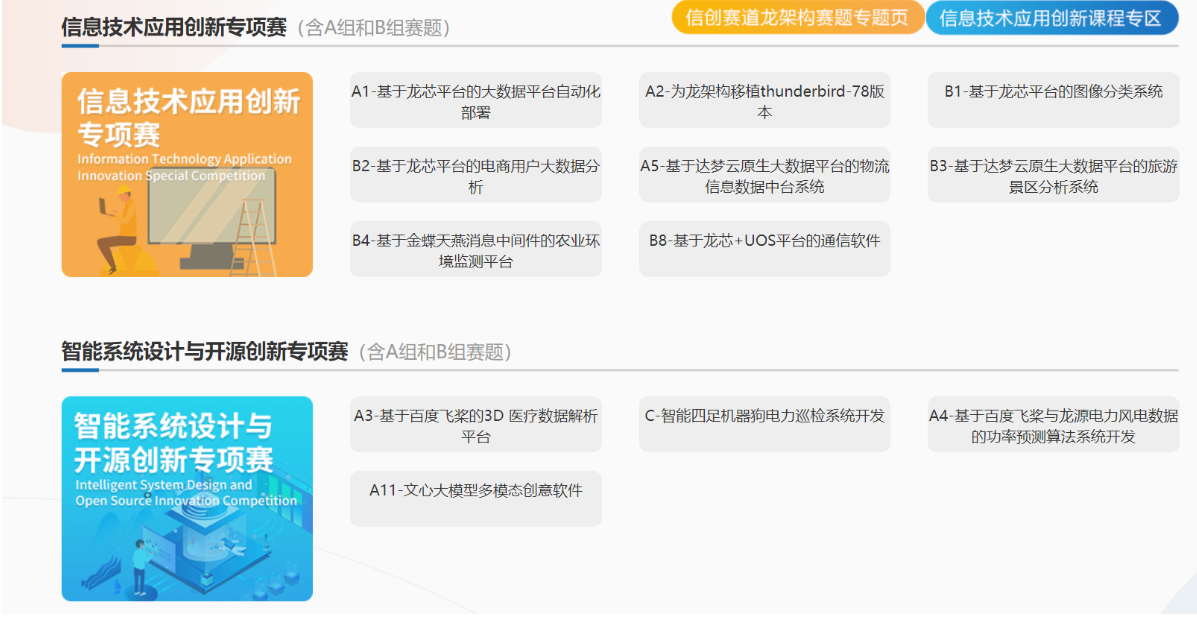 信息技术应用创新专项赛（含A组和B组赛题）
信创赛道龙架构赛题专题页
信息技术应用创新课程专区
信息技术应用创新
专项赛
Information Technology Application
Innovation Special Competition
A1-基于龙芯平台的大数据平台自动化
部署
A2-为龙架构移植thunderbird-78版
本
B1-基于龙芯平台的图像分类系统
B2-基于龙芯平台的电商用户大数据分
析
A5-基于达梦云原生大数据平台的物流
信息数据中台系统
B3-基于达梦云原生大数据平台的旅游
景区分析系统
B4-基于金蝶天燕消息中间件的农业环
境监测平台
B8-基于龙芯+UOS平台的通信软件
智能系统设计与开源创新专项赛（含A组和B组赛题）
智能系统设计与
开源创新专项赛
Intelligent System Design and
Open Source Innovation Competition
A3-基于百度飞桨的3D 医疗数据解析
平台
C-智能四足机器狗电力巡检系统开发
A4-基于百度飞桨与龙源电力风电数据
的功率预测算法系统开发
A11-文心大模型多模态创意软件